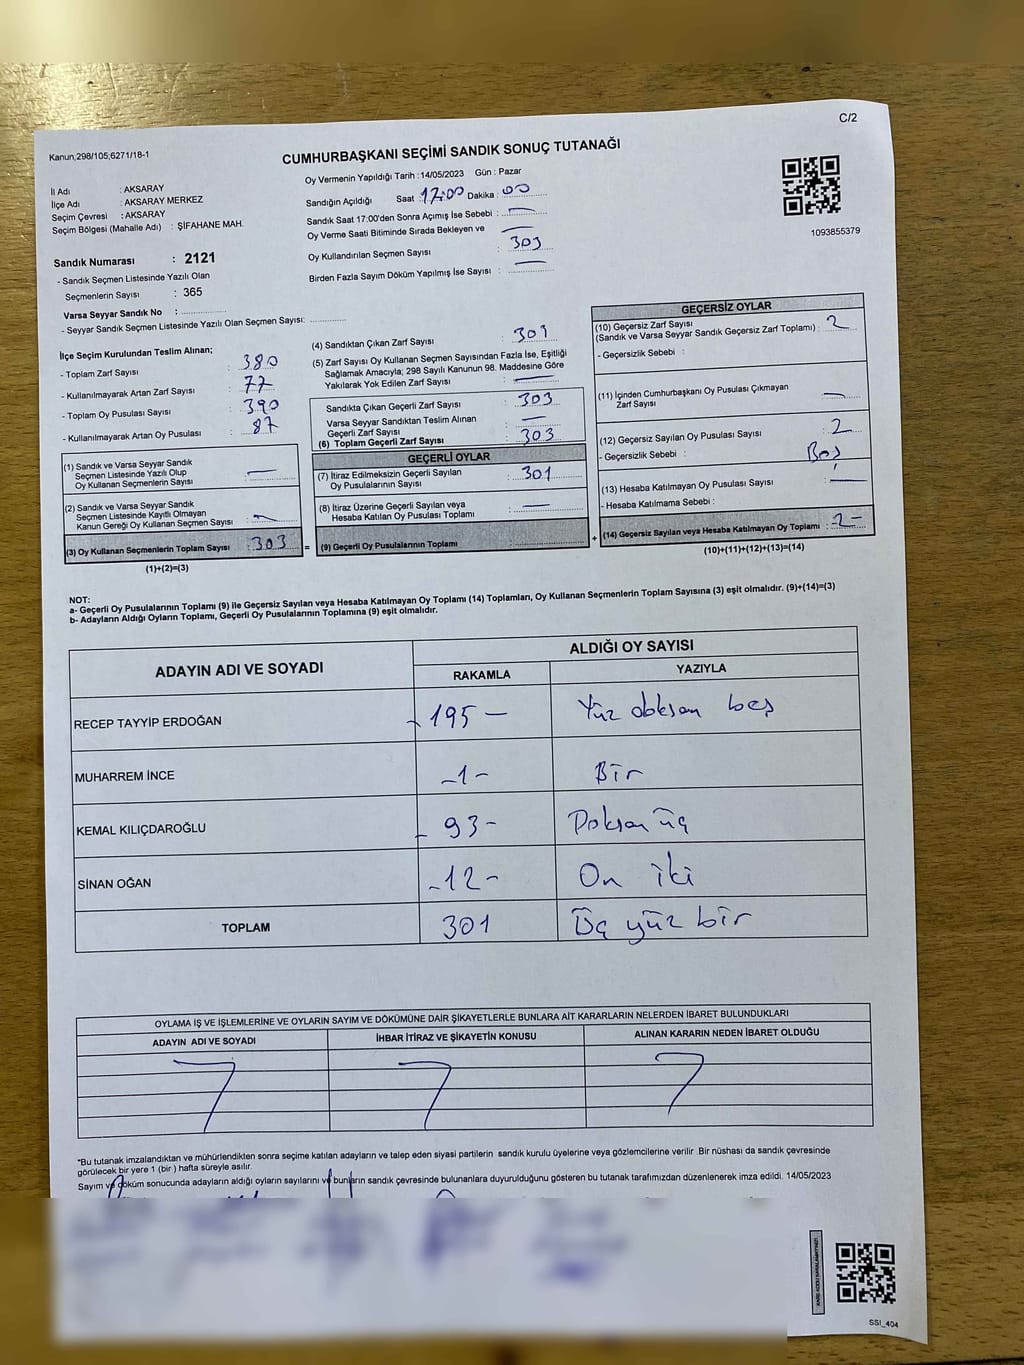 C/2
Kanun;298/105;6271/18-1
CUMHURBAŞKANI SEÇİMİ SANDIK SONUÇ TUTANAĞI
İl Adı : AKSARAY
İlçe Adı : AKSARAY MERKEZ
Seçim Çevresi : AKSARAY
Seçim Bölgesi (Mahalle Adı) : ŞİFAHANE MAH.
Sandık Numarası : 2121
- Sandık Seçmen Listesinde Yazılı Olan
Seçmenlerin Sayısı : 365
Varsa Seyyar Sandık No :
- Seyyar Sandık Seçmen Listesinde Yazılı Olan Seçmen Sayısı:
Oy Vermenin Yapıldığı Tarih : 14/05/2023 Gün : Pazar
Sandığın Açıldığı Saat : 17:00 Dakika : 00
Sandık Saat 17:00'den Sonra Açımış İse Sebebi : —
Oy Verme Saati Bitiminde Sırada Bekleyen ve —
Oy Kullandırılan Seçmen Sayısı : 303
Birden Fazla Sayım Döküm Yapılmış İse Sayısı : —
1093855379
İlçe Seçim Kurulundan Teslim Alınan;
- Toplam Zarf Sayısı : 380
- Kullanılmayarak Artan Zarf Sayısı : 77
- Toplam Oy Pusulası Sayısı : 390
- Kullanılmayarak Artan Oy Pusulası : 87
(1) Sandık ve Varsa Seyyar Sandık
Seçmen Listesinde Yazılı Olup
Oy Kullanan Seçmenlerin Sayısı : —
(2) Sandık ve Varsa Seyyar Sandık
Seçmen Listesinde Kayıtlı Olmayan
Kanun Gereği Oy Kullanan Seçmen Sayısı : —
(3) Oy Kullanan Seçmenlerin Toplam Sayısı : 303
(1)+(2)=(3)
(4) Sandıktan Çıkan Zarf Sayısı :
(5) Zarf Sayısı Oy Kullanan Seçmen Sayısından Fazla İse, Eşitliği
Sağlamak Amacıyla; 298 Sayılı Kanunun 98. Maddesine Göre
Yakılarak Yok Edilen Zarf Sayısı : —
Sandıkta Çıkan Geçerli Zarf Sayısı : 303
Varsa Seyyar Sandıktan Teslim Alınan
Geçerli Zarf Sayısı : —
(6) Toplam Geçerli Zarf Sayısı : 303
GEÇERLİ OYLAR
(7) İtiraz Edilmeksizin Geçerli Sayılan
Oy Pusulalarının Sayısı : 301
(8) İtiraz Üzerine Geçerli Sayılan veya
Hesaba Katılan Oy Pusulası Toplamı : —
= (9) Geçerli Oy Pusulalarının Toplamı
GEÇERSİZ OYLAR
(10) Geçersiz Zarf Sayısı
(Sandık ve Varsa Seyyar Sandık Geçersiz Zarf Toplamı) : 2
- Geçersizlik Sebebi :
(11) İçinden Cumhurbaşkanı Oy Pusulası Çıkmayan
Zarf Sayısı : —
(12) Geçersiz Sayılan Oy Pusulası Sayısı : 2
- Geçersizlik Sebebi : Boş
(13) Hesaba Katılmayan Oy Pusulası Sayısı : —
- Hesaba Katılmama Sebebi :
+ (14) Geçersiz Sayılan veya Hesaba Katılmayan Oy Toplamı : -2-
(10)+(11)+(12)+(13)=(14)
NOT:
a- Geçerli Oy Pusulalarının Toplamı (9) ile Geçersiz Sayılan veya Hesaba Katılmayan Oy Toplamı (14) Toplamları, Oy Kullanan Seçmenlerin Toplam Sayısına (3) eşit olmalıdır. (9)+(14)=(3)
b- Adayların Aldığı Oyların Toplamı, Geçerli Oy Pusulalarının Toplamına (9) eşit olmalıdır.
ADAYIN ADI VE SOYADI
ALDIĞI OY SAYISI
RAKAMLA YAZIYLA
RECEP TAYYİP ERDOĞAN - 195 — Yüz doksan beş
MUHARREM İNCE -1- Bir
KEMAL KILIÇDAROĞLU - 93- Doksan üç
SİNAN OĞAN -12- On iki
TOPLAM 301 Üç yüz bir
OYLAMA İŞ VE İŞLEMLERİNE VE OYLARIN SAYIM VE DÖKÜMÜNE DAİR ŞİKAYETLERLE BUNLARA AİT KARARLARIN NELERDEN İBARET BULUNDUKLARI
ADAYIN ADI VE SOYADI İHBAR İTİRAZ VE ŞİKAYETİN KONUSU ALINAN KARARIN NEDEN İBARET OLDUĞU
*Bu tutanak imzalandıktan ve mühürlendikten sonra seçime katılan adayların ve talep eden siyasi partilerin sandık kurulu üyelerine veya gözlemcilerine verilir. Bir nüshası da sandık çevresinde
görülecek bir yere 1 (bir) hafta süreyle asılır.
Sayım ve döküm sonucunda adayların aldığı oyların sayılarını ve bunların sandık çevresinde bulunanlara duyurulduğunu gösteren bu tutanak tarafımızdan düzenlenerek imza edildi. 14/05/2023
SSI_404